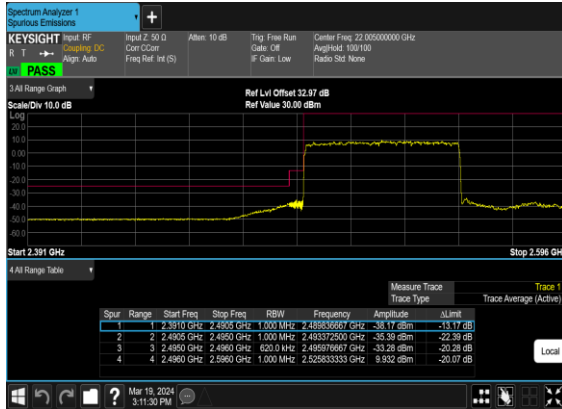 Spectrum Analyzer 1
Spurious Emissions
+
KEYSIGHT Input: RF Input Z: 50 Ω Atten: 10 dB Trig: Free Run Center Freq: 22.005000000 GHz
R T Coupling: DC Corr CCorr Gate: Off Avg|Hold: 100/100
Align: Auto Freq Ref: Int (S) IF Gain: Low Radio Std: None
PASS
3 All Range Graph
Ref Lvl Offset 32.97 dB
Scale/Div 10.0 dB Ref Value 30.00 dBm
Log
20.0
10.0
0.00
-10.0
-20.0
-30.0
-40.0
-50.0
-60.0
Start 2.391 GHz Stop 2.596 GH
4 All Range Table
Measure Trace Trace 1
Trace Type Trace Average (Active)
Spur Range Start Freq Stop Freq RBW Frequency Amplitude ΔLimit
1 1 2.3910 GHz 2.4905 GHz 1.000 MHz 2.489836667 GHz -38.17 dBm -13.17 dB
2 2 2.4905 GHz 2.4950 GHz 1.000 MHz 2.493372500 GHz -35.39 dBm -22.39 dB
3 3 2.4950 GHz 2.4960 GHz 620.0 kHz 2.495976667 GHz -33.28 dBm -20.28 dB
4 4 2.4960 GHz 2.5960 GHz 1.000 MHz 2.525833333 GHz 9.932 dBm -20.07 dB
Local
? Mar 19, 2024
3:11:30 PM